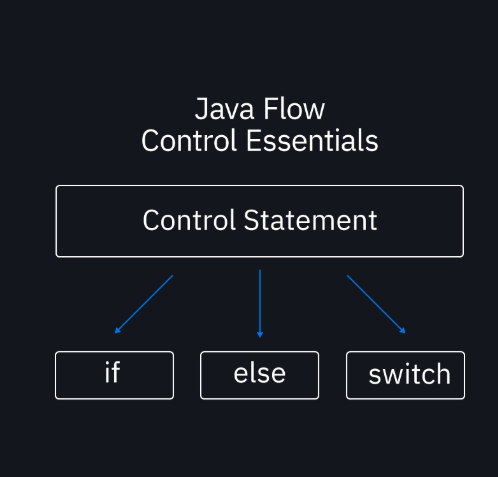 Java Flow
Control Essentials
Control Statement
if
else
switch